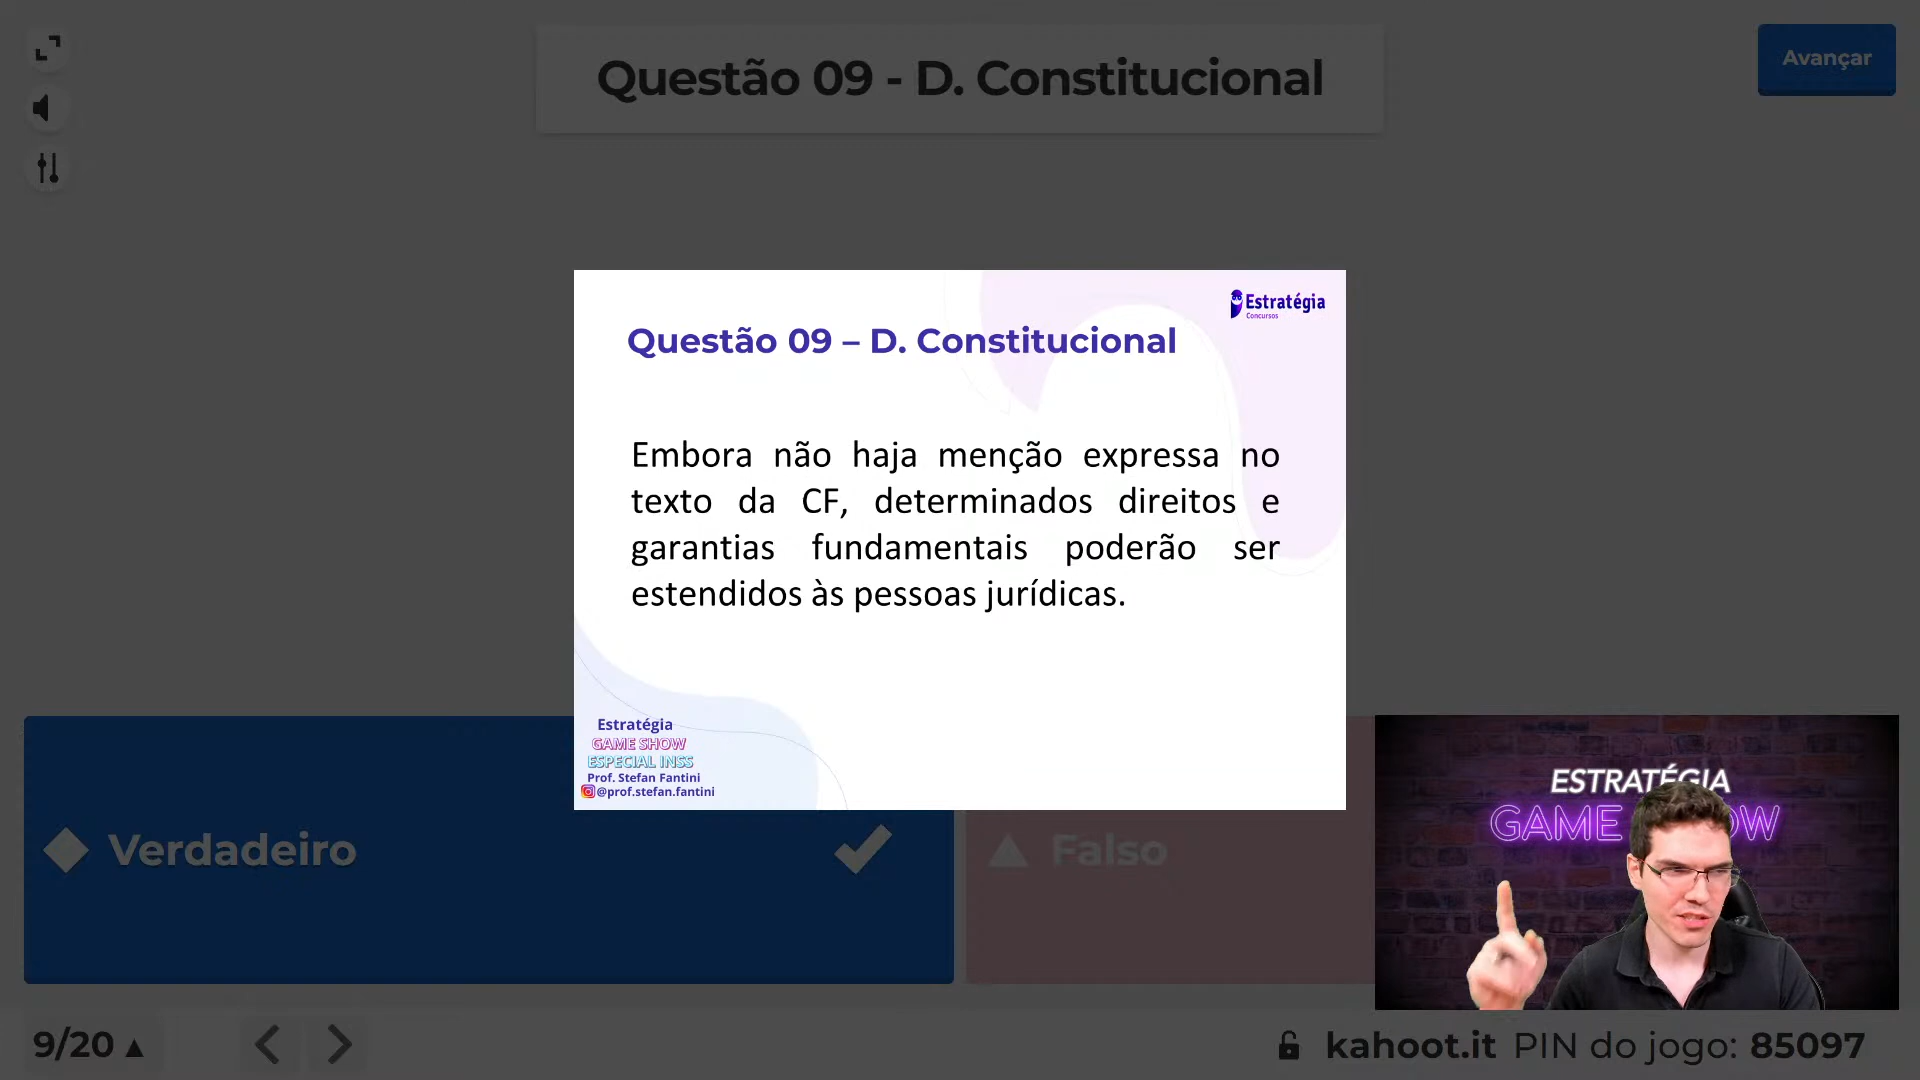 Questão 09 - D. Constitucional
Avançar
Estratégia
Concursos
Questão 09 – D. Constitucional
Embora não haja menção expressa no
texto da CF, determinados direitos e
garantias fundamentais poderão ser
estendidos às pessoas jurídicas.
Estratégia
GAME SHOW
ESPECIAL INSS
Prof. Stefan Fantini
@prof.stefan.fantini
Verdadeiro
Falso
ESTRATÉGIA
GAME OW
9/20
kahoot.it PIN do jogo: 85097